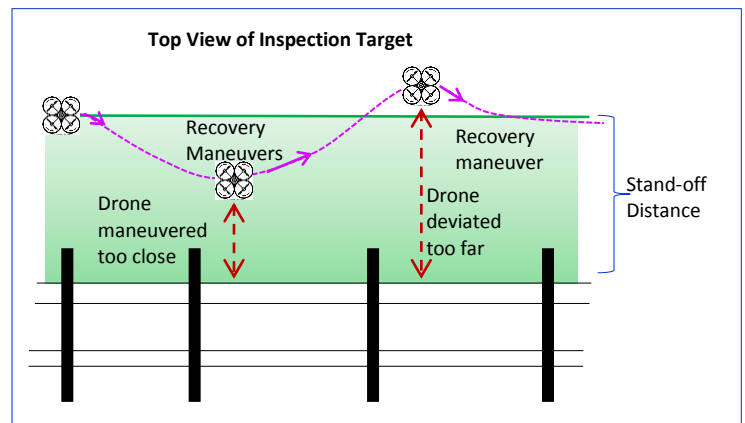 Top View of Inspection Target
Recovery
Maneuvers
Recovery
maneuver
Drone
maneuvered
too close
Drone
deviated
too far
Stand-off
Distance